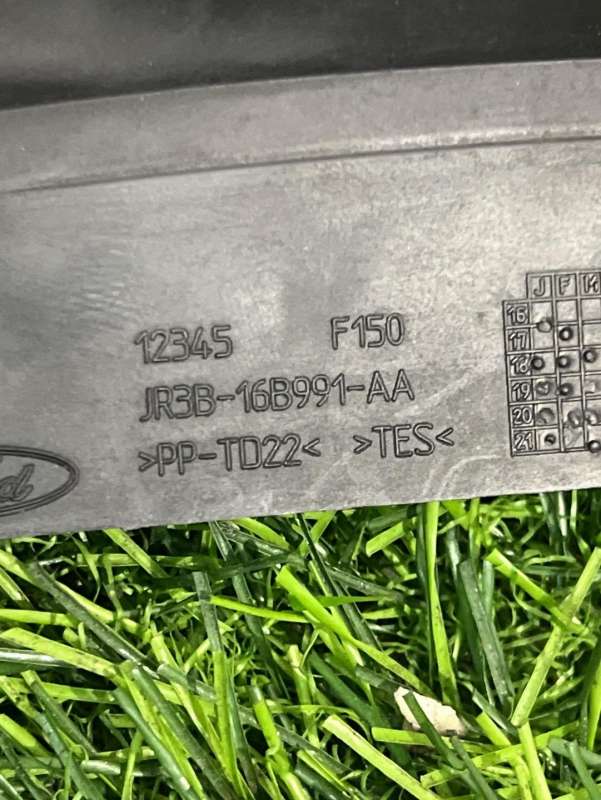 12345 F150
JR3B-16B991-AA
>PP-TD22< >TES<
J F M
16
17
18
19
20
21